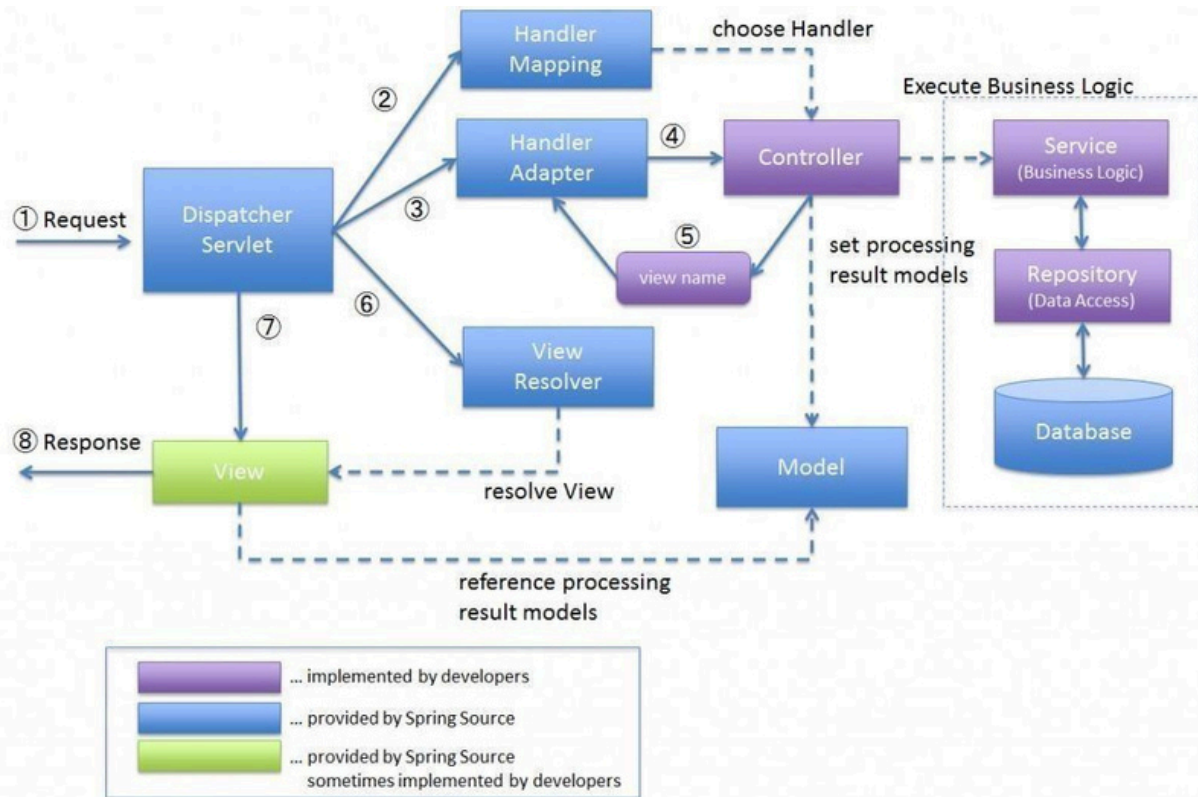 Handler
Mapping
choose Handler
②
Execute Business Logic
Handler
Adapter
④
Controller
Service
(Business Logic)
① Request
Dispatcher
Servlet
③
⑤
view name
set processing
result models
Repository
(Data Access)
⑥
⑦
View
Resolver
Database
⑧ Response
View
resolve View
Model
reference processing
result models
... implemented by developers
... provided by Spring Source
... provided by Spring Source
sometimes implemented by developers